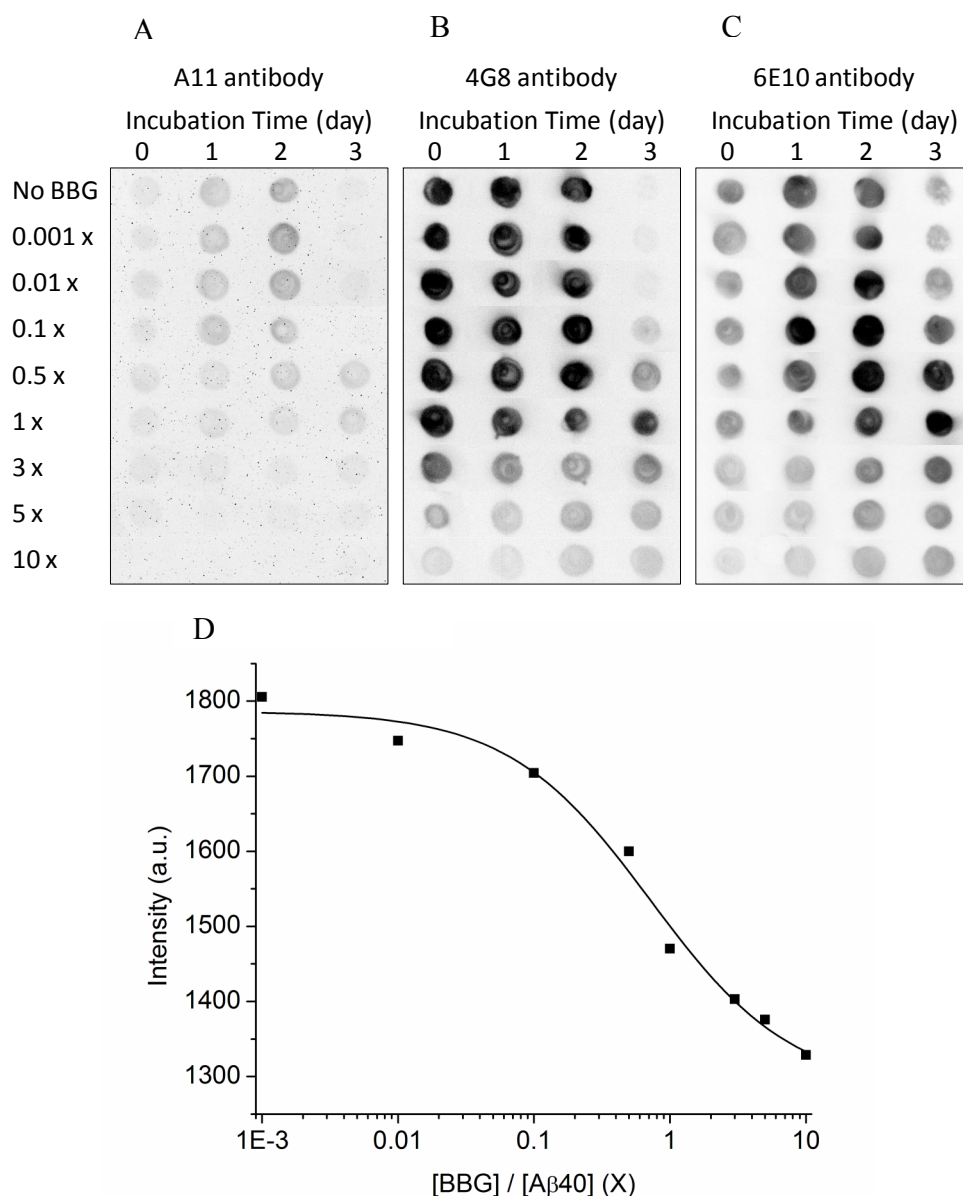 A B C
A11 antibody 4G8 antibody 6E10 antibody
Incubation Time (day) Incubation Time (day) Incubation Time (day)
0 1 2 3 0 1 2 3 0 1 2 3
No BBG
0.001 x
0.01 x
0.1 x
0.5 x
1 x
3 x
5 x
10 x
D
1800
1700
1600
1500
1400
1300
Intensity (a.u.)
1E-3 0.01 0.1 1 10
[BBG] / [Aβ40] (X)